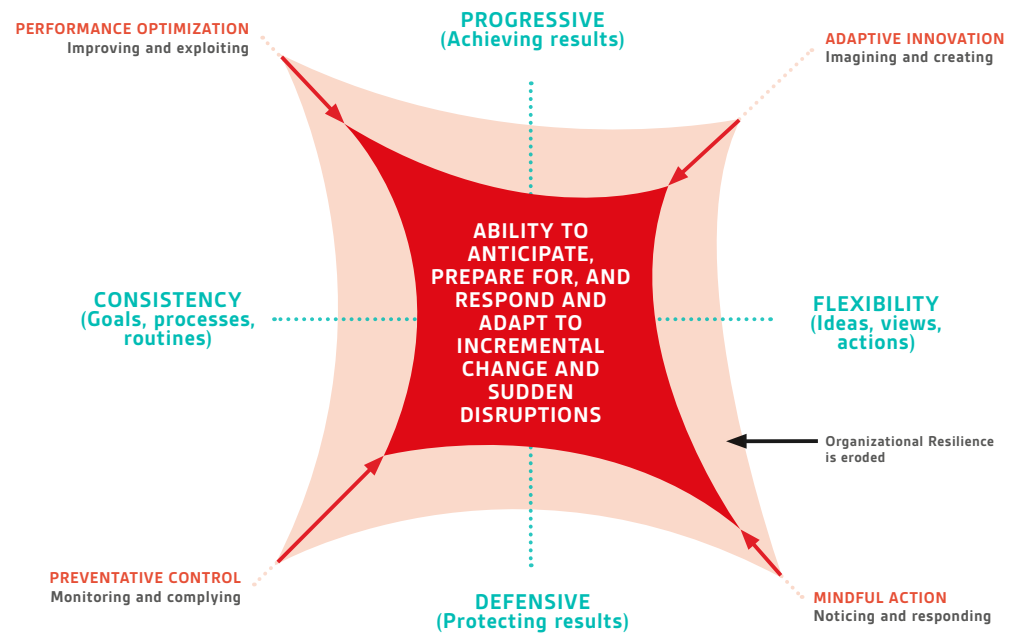 PROGRESSIVE
(Achieving results)
PERFORMANCE OPTIMIZATION
Improving and exploiting
ADAPTIVE INNOVATION
Imagining and creating
ABILITY TO
ANTICIPATE,
PREPARE FOR, AND
RESPOND AND
ADAPT TO
INCREMENTAL
CHANGE AND
SUDDEN
DISRUPTIONS
CONSISTENCY
(Goals, processes,
routines)
FLEXIBILITY
(Ideas, views,
actions)
Organizational Resilience
is eroded
PREVENTATIVE CONTROL
Monitoring and complying
DEFENSIVE
(Protecting results)
MINDFUL ACTION
Noticing and responding